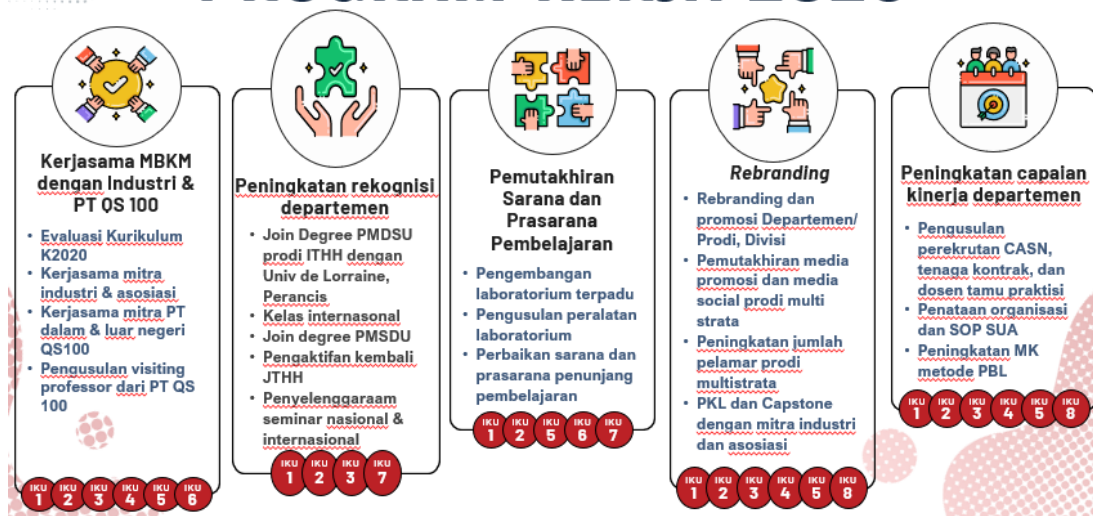 Kerjasama MBKM
dengan Industri &
PT QS 100
• Evaluasi Kurikulum
K2020
• Kerjasama mitra
industri & asosiasi
• Kerjasama mitra PT
dalam & luar negeri
QS100
• Pengusulan visiting
professor dari PT QS
100
IKU 1 IKU 2 IKU 3 IKU 4 IKU 5 IKU 6
Peningkatan rekognisi
departemen
• Join Degree PMDSU
prodi ITHH dengan
Univ de Lorraine,
Perancis
• Kelas internasonal
• Join degree PMSDU
• Pengaktifan kembali
JTHH
• Penyelenggaraam
seminar nasional &
internasional
IKU 1 IKU 2 IKU 3 IKU 7
Pemutakhiran
Sarana dan
Prasarana
Pembelajaran
• Pengembangan
laboratorium terpadu
• Pengusulan peralatan
laboratorium
• Perbaikan sarana dan
prasarana penunjang
pembelajaran
IKU 1 IKU 2 IKU 5 IKU 6 IKU 7
Rebranding
• Rebranding dan
promosi Departemen/
Prodi, Divisi
• Pemutakhiran media
promosi dan media
social prodi multi
strata
• Peningkatan jumlah
pelamar prodi
multistrata
• PKL dan Capstone
dengan mitra industri
dan asosiasi
IKU 1 IKU 2 IKU 3 IKU 4 IKU 5 IKU 8
Peningkatan capaian
kinerja departemen
• Pengusulan
perekrutan CASN,
tenaga kontrak, dan
dosen tamu praktisi
• Penataan organisasi
dan SOP SUA
• Peningkatan MK
metode PBL
IKU 1 IKU 2 IKU 3 IKU 4 IKU 5 IKU 8